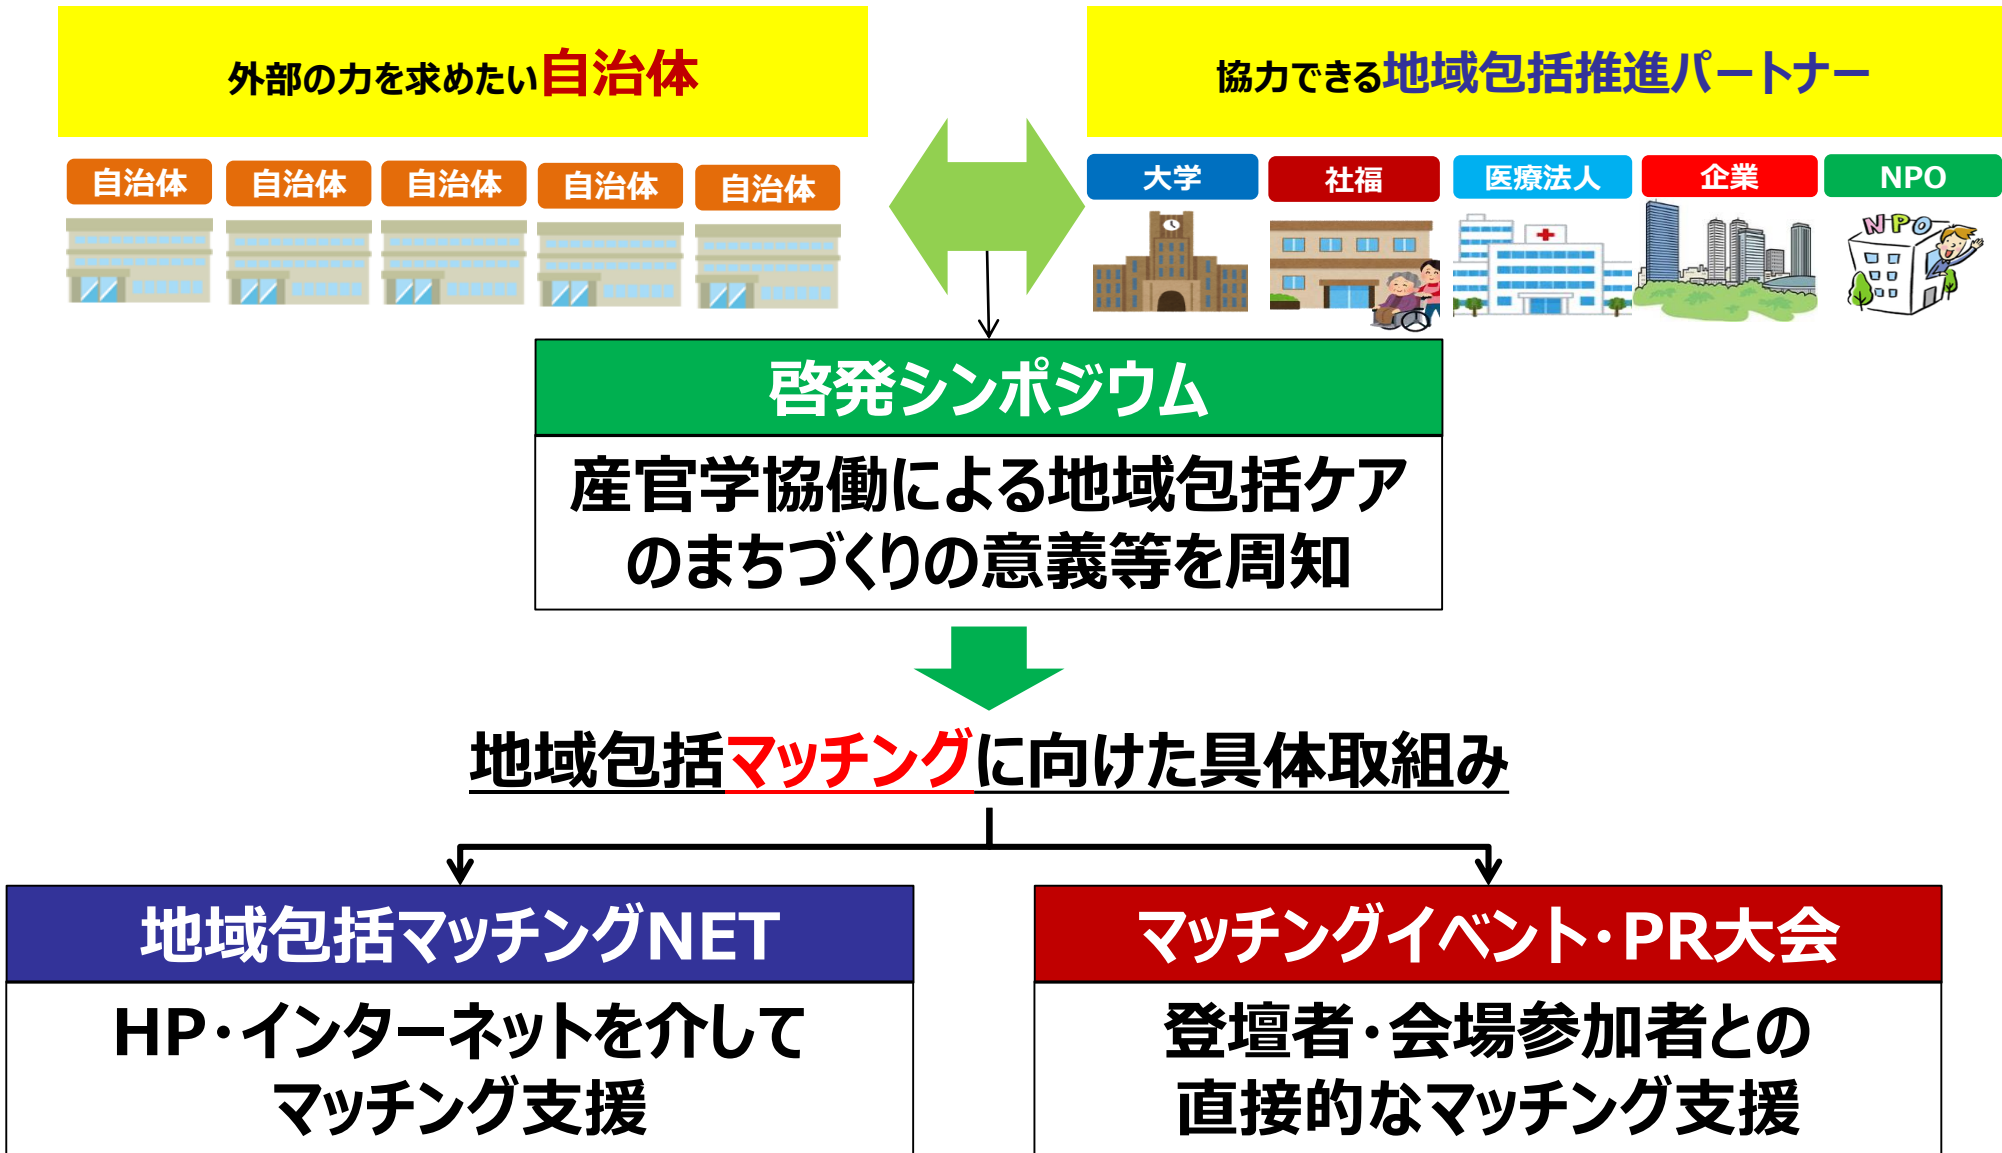 外部の力を求めたい自治体
協力できる地域包括推進パートナー
自治体
自治体
自治体
自治体
自治体
大学
社福
医療法人
企業
NPO
NPO
啓発シンポジウム
産官学協働による地域包括ケア
のまちづくりの意義等を周知
地域包括マッチングに向けた具体取組み
地域包括マッチングNET
HP・インターネットを介して
マッチング支援
マッチングイベント・PR大会
登壇者・会場参加者との
直接的なマッチング支援